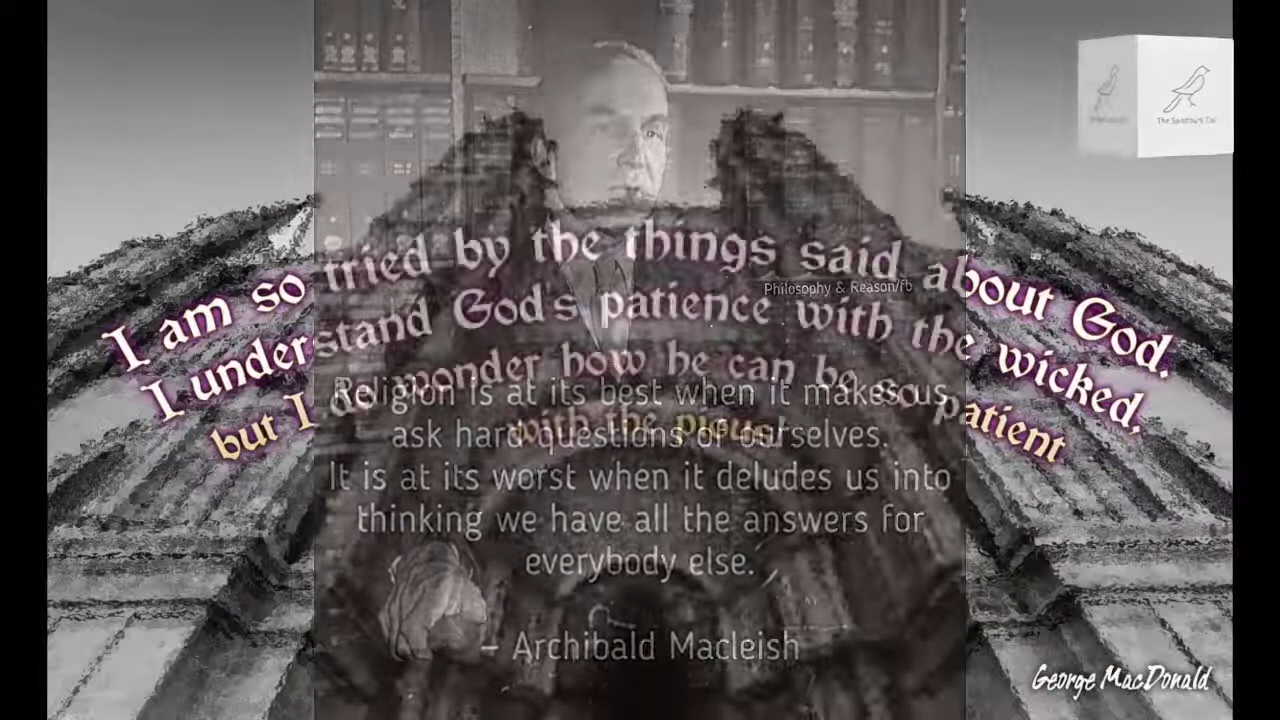 The Sparrow's Call
I am so tried by the things said about God.
Philosophy & Reason/fb
I understand God's patience with the wicked,
but I do wonder how he can be so patient
with the pious!
Religion is at its best when it makes us
ask hard questions of ourselves.
It is at its worst when it deludes us into
thinking we have all the answers for
everybody else.
– Archibald Macleish
George MacDonald